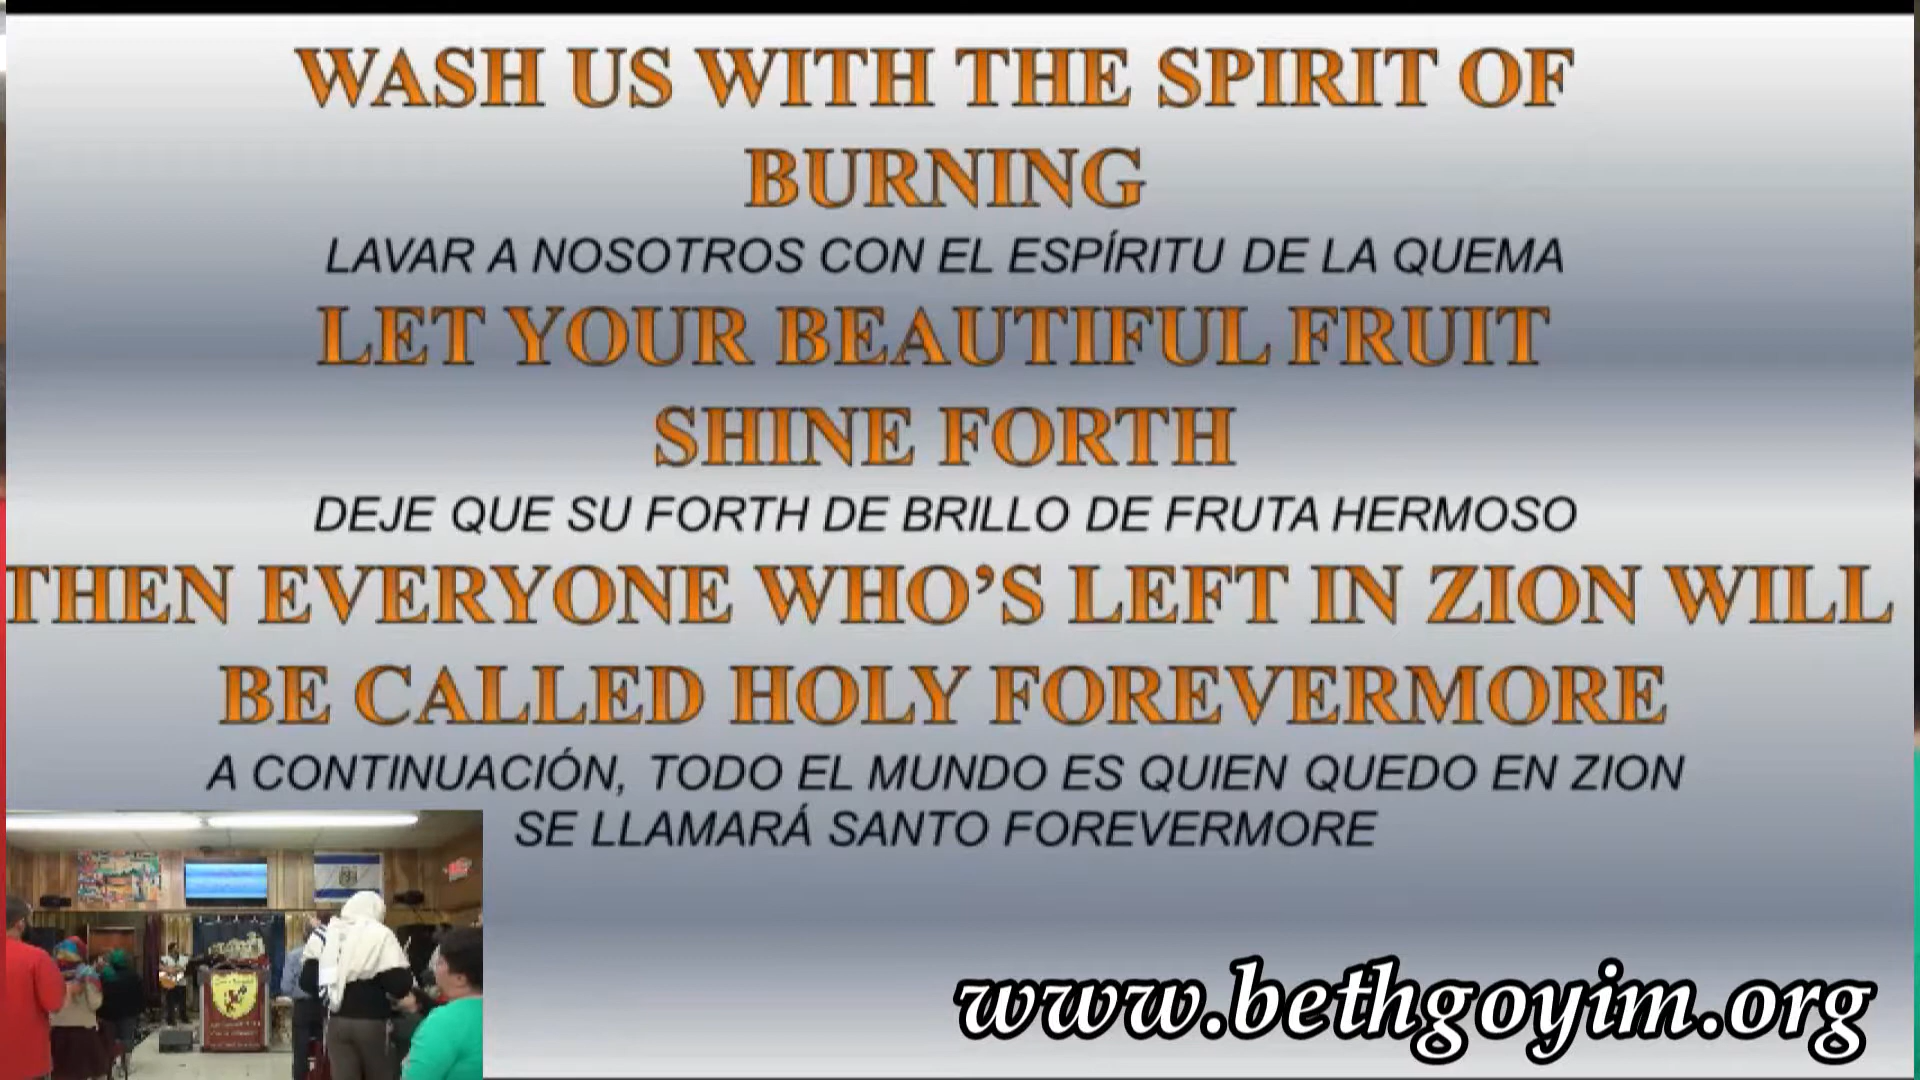 WASH US WITH THE SPIRIT OF
BURNING
LAVAR A NOSOTROS CON EL ESPÍRITU DE LA QUEMA
LET YOUR BEAUTIFUL FRUIT
SHINE FORTH
DEJE QUE SU FORTH DE BRILLO DE FRUTA HERMOSO
THEN EVERYONE WHO’S LEFT IN ZION WILL
BE CALLED HOLY FOREVERMORE
A CONTINUACIÓN, TODO EL MUNDO ES QUIEN QUEDO EN ZION
SE LLAMARÁ SANTO FOREVERMORE
www.bethgoyim.org